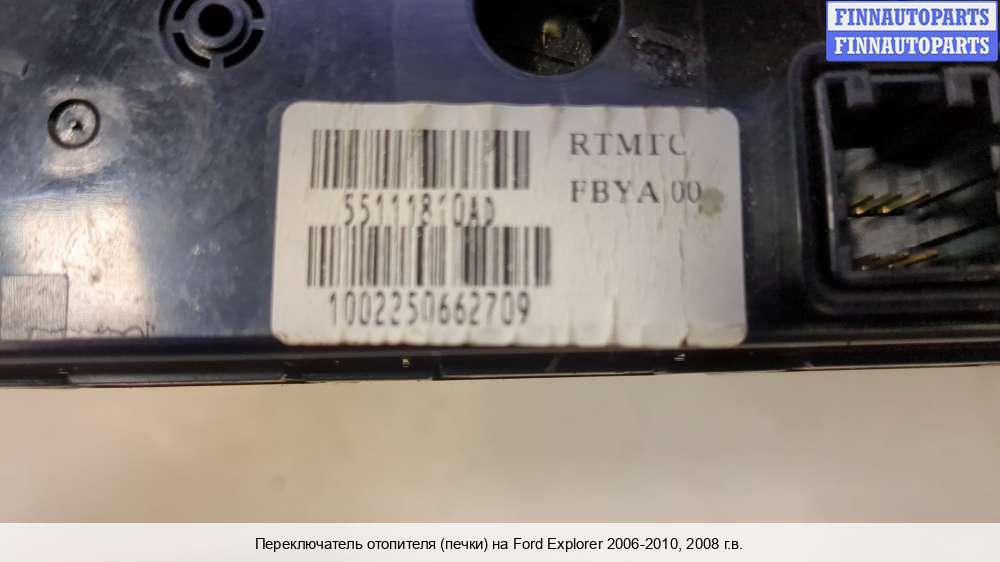 FINNAUTOPARTS
FINNAUTOPARTS
RTMTC
55111810AD
FBYA 00
1002250662709
Переключатель отопителя (печки) на Ford Explorer 2006-2010, 2008 г.в.